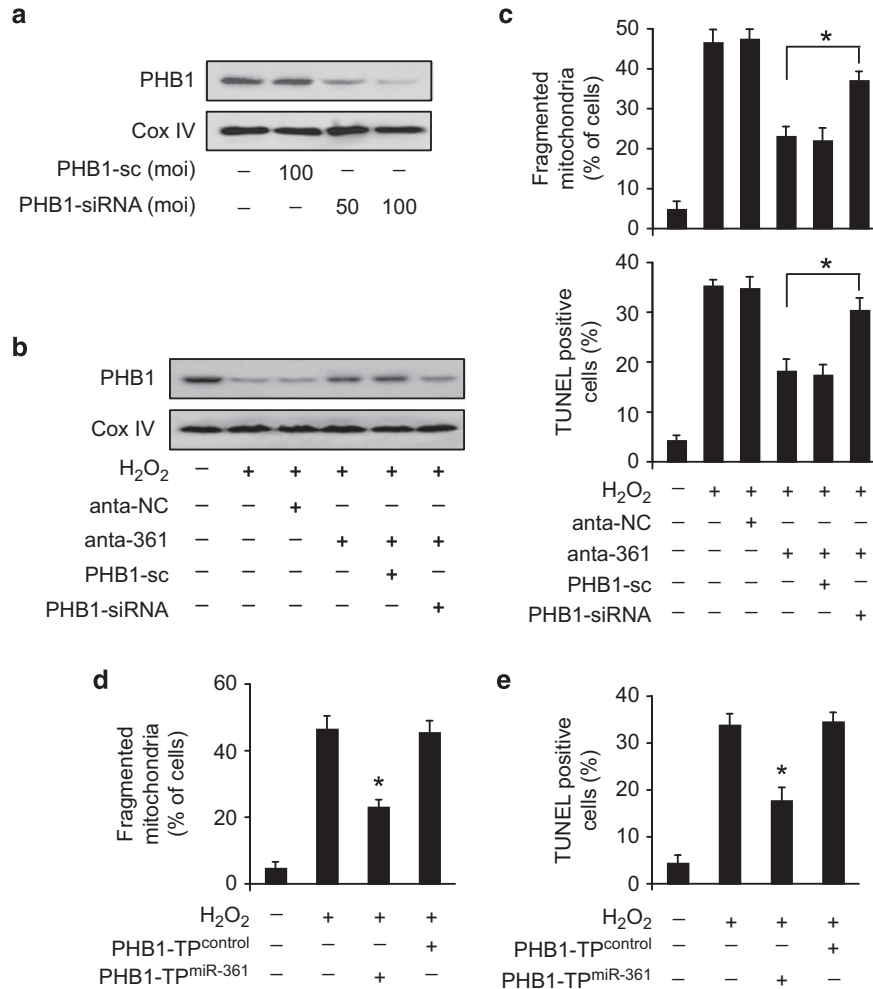 a
PHB1
Cox IV
PHB1-sc (moi) – 100 – –
PHB1-siRNA (moi) – – 50 100
b
PHB1
Cox IV
H₂O₂ – + + + + +
anta-NC – – + – – –
anta-361 – – – + + +
PHB1-sc – – – – + –
PHB1-siRNA – – – – – +
c
Fragmented
mitochondria
(% of cells)
50
40
30
20
10
0
*
TUNEL positive
cells (%)
40
30
20
10
0
*
H₂O₂ – + + + + +
anta-NC – – + – – –
anta-361 – – – + + +
PHB1-sc – – – – + –
PHB1-siRNA – – – – – +
d
Fragmented
mitochondria
(% of cells)
60
40
20
0
*
H₂O₂ – + + +
PHB1-TPcontrol – – – +
PHB1-TPmiR-361 – – + –
e
TUNEL positive
cells (%)
40
30
20
10
0
*
H₂O₂ – + + +
PHB1-TPcontrol – – – +
PHB1-TPmiR-361 – – + –